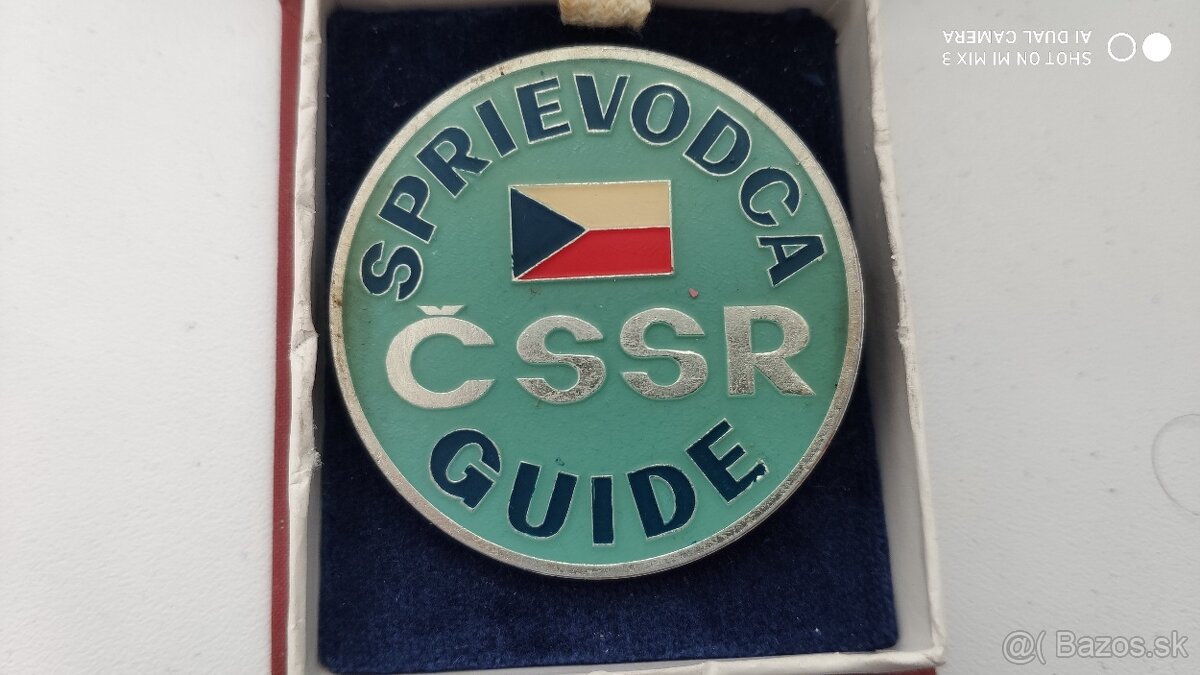 SPRIEVODCA
ČSSR
GUIDE
SHOT ON MI MIX 3
AI DUAL CAMERA
@( Bazos.sk